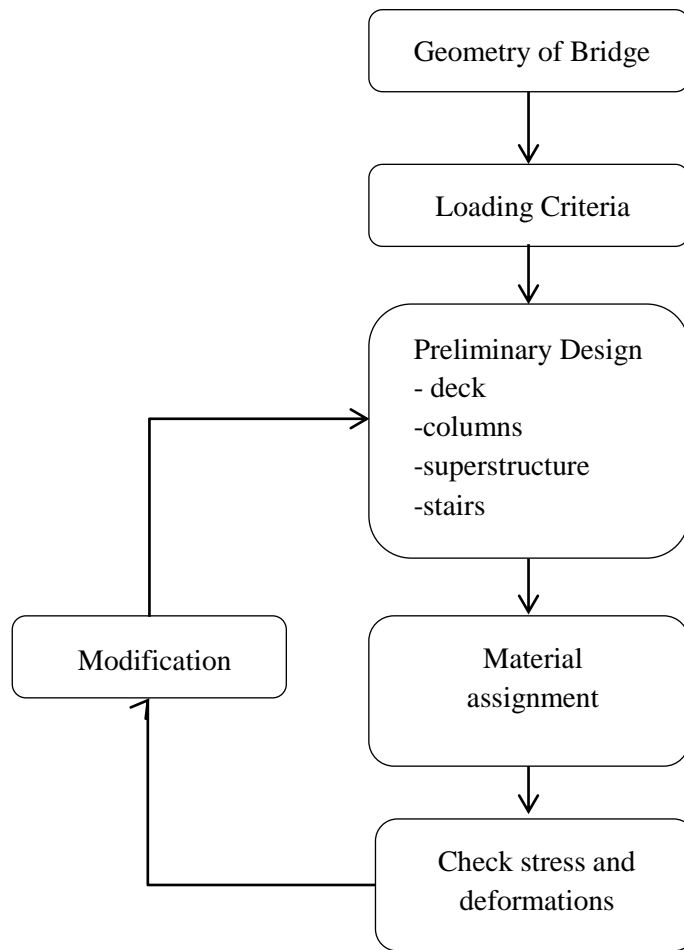 Geometry of Bridge
Loading Criteria
Preliminary Design
- deck
-columns
-superstructure
-stairs
Modification
Material
assignment
Check stress and
deformations